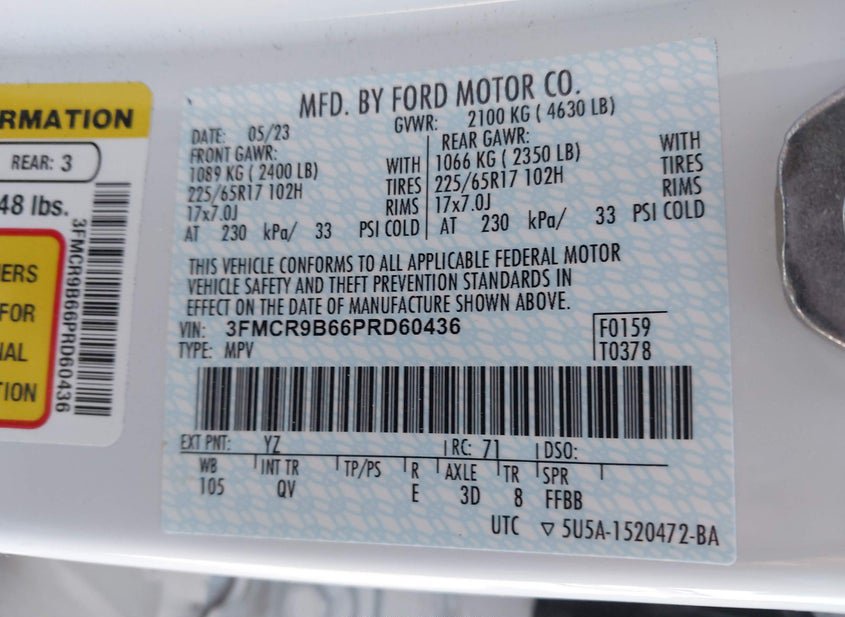 RMATION
REAR: 3
48 lbs.
ERS
FOR
AL
ION
3FMCR9B66PRD60436
MFD. BY FORD MOTOR CO.
DATE: 05/23 GVWR: 2100 KG ( 4630 LB)
FRONT GAWR:
1089 KG ( 2400 LB) WITH
225/65R17 102H TIRES
17x7.0J RIMS
AT 230 kPa/ 33 PSI COLD
REAR GAWR: WITH
1066 KG ( 2350 LB) TIRES
225/65R17 102H RIMS
17x7.0J
AT 230 kPa/ 33 PSI COLD
THIS VEHICLE CONFORMS TO ALL APPLICABLE FEDERAL MOTOR
VEHICLE SAFETY AND THEFT PREVENTION STANDARDS IN
EFFECT ON THE DATE OF MANUFACTURE SHOWN ABOVE.
VIN: 3FMCR9B66PRD60436 F0159
TYPE: MPV T0378
EXT PNT: YZ RC: 71 DSO:
WB INT TR TP/PS R AXLE TR SPR
105 QV E 3D 8 FFBB
UTC ▽ 5U5A-1520472-BA